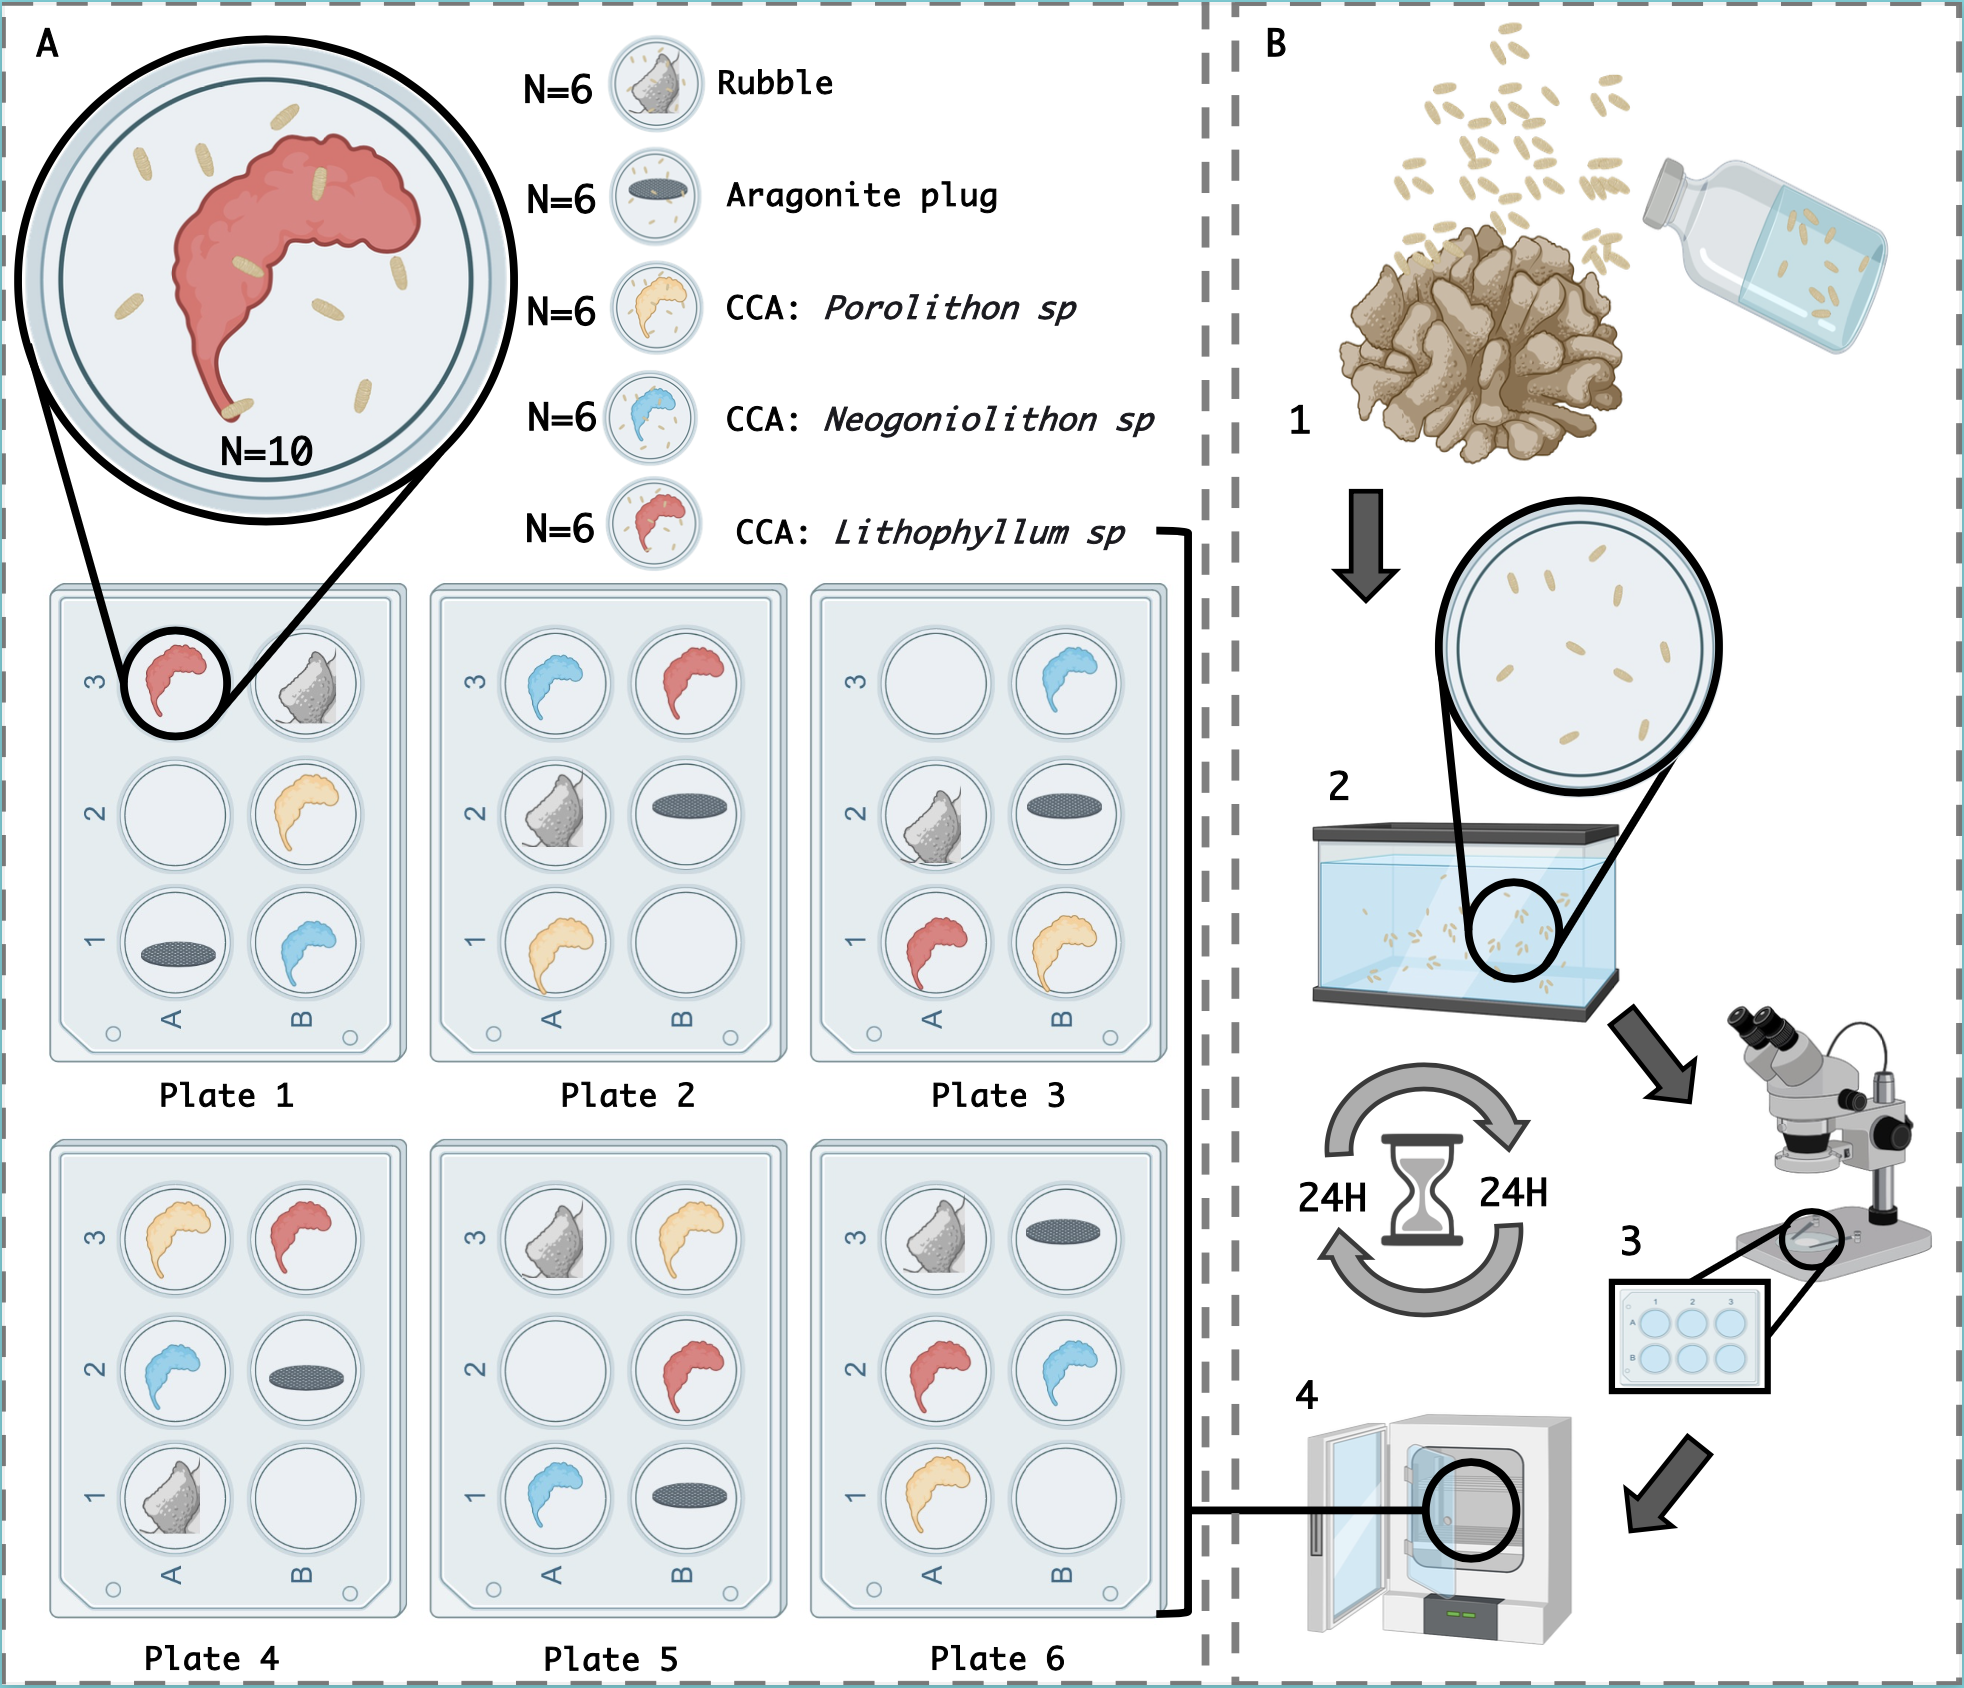 A
N=10
N=6 Rubble
N=6 Aragonite plug
N=6 CCA: Porolithon sp
N=6 CCA: Neogoniolithon sp
N=6 CCA: Lithophyllum sp
3
2
1
A B
Plate 1
3
2
1
A B
Plate 2
3
2
1
A B
Plate 3
3
2
1
A B
Plate 4
3
2
1
A B
Plate 5
3
2
1
A B
Plate 6
B
1
2
24H 24H
3
1 2 3
A
B
4